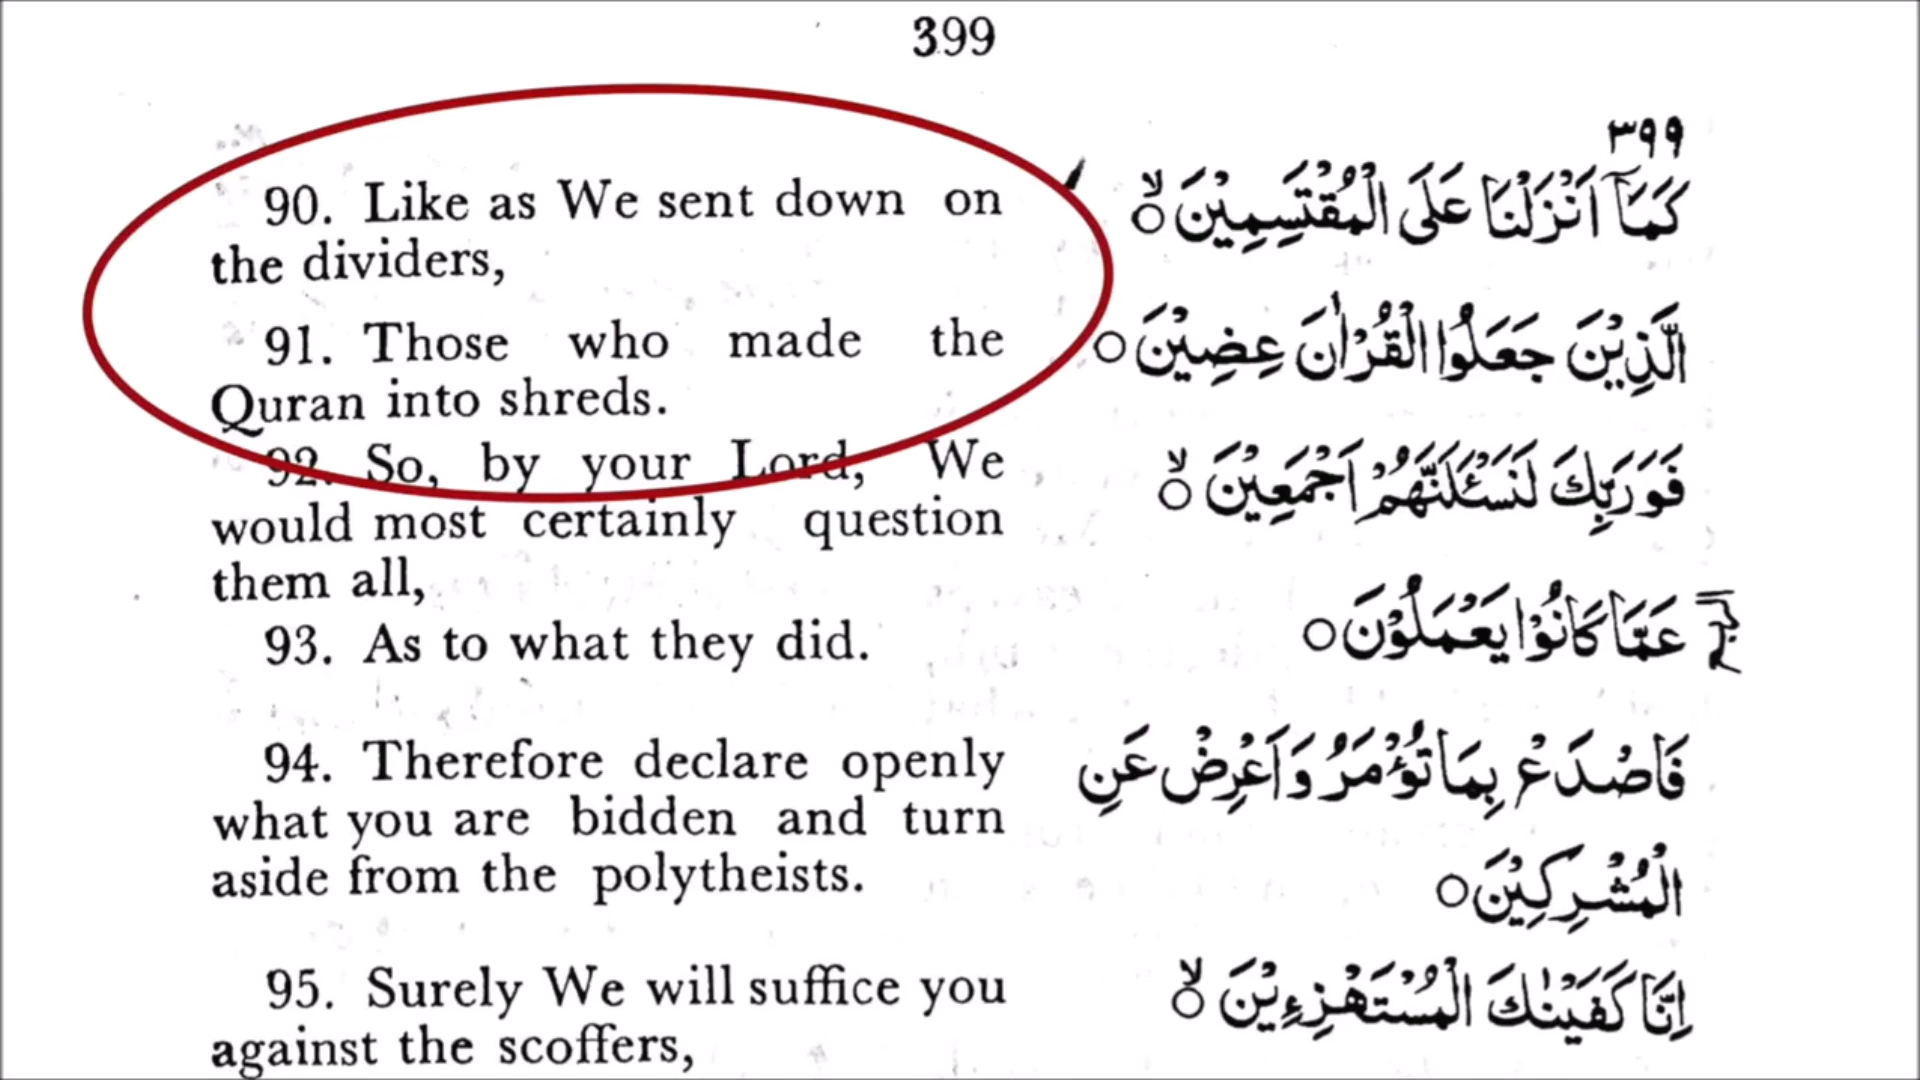 399
90. Like as We sent down on
the dividers,
91. Those who made the
Quran into shreds.
92. So, by your Lord, We
would most certainly question
them all,
93. As to what they did.
94. Therefore declare openly
what you are bidden and turn
aside from the polytheists.
95. Surely We will suffice you
against the scoffers,
٣٩٩
كَمَآ اَنْزَلْنَا عَلَى الْمُقْتَسِمِيْنَ ۙ
الَّذِيْنَ جَعَلُوا الْقُرْاٰنَ عِضِيْنَ ○
فَوَرَبِّكَ لَنَسْـَٔلَنَّهُمْ اَجْمَعِيْنَ ۙ
عَمَّا كَانُوْا يَعْمَلُوْنَ ○
فَاصْدَعْ بِمَا تُؤْمَرُ وَاَعْرِضْ عَنِ
الْمُشْرِكِيْنَ ○
اِنَّا كَفَيْنٰكَ الْمُسْتَهْزِءِيْنَ ۙ